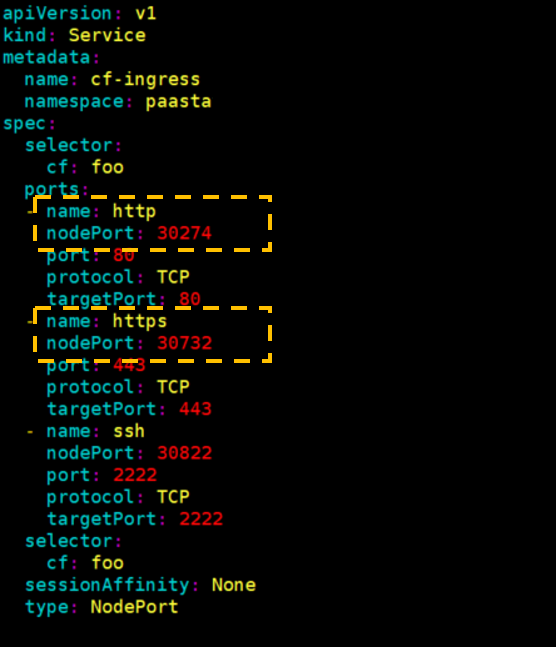 apiVersion: v1
kind: Service
metadata:
  name: cf-ingress
  namespace: paasta
spec:
  selector:
    cf: foo
  ports:
  - name: http
    nodePort: 30274
    port: 80
    protocol: TCP
    targetPort: 80
  - name: https
    nodePort: 30732
    port: 443
    protocol: TCP
    targetPort: 443
  - name: ssh
    nodePort: 30822
    port: 2222
    protocol: TCP
    targetPort: 2222
  selector:
    cf: foo
  sessionAffinity: None
  type: NodePort